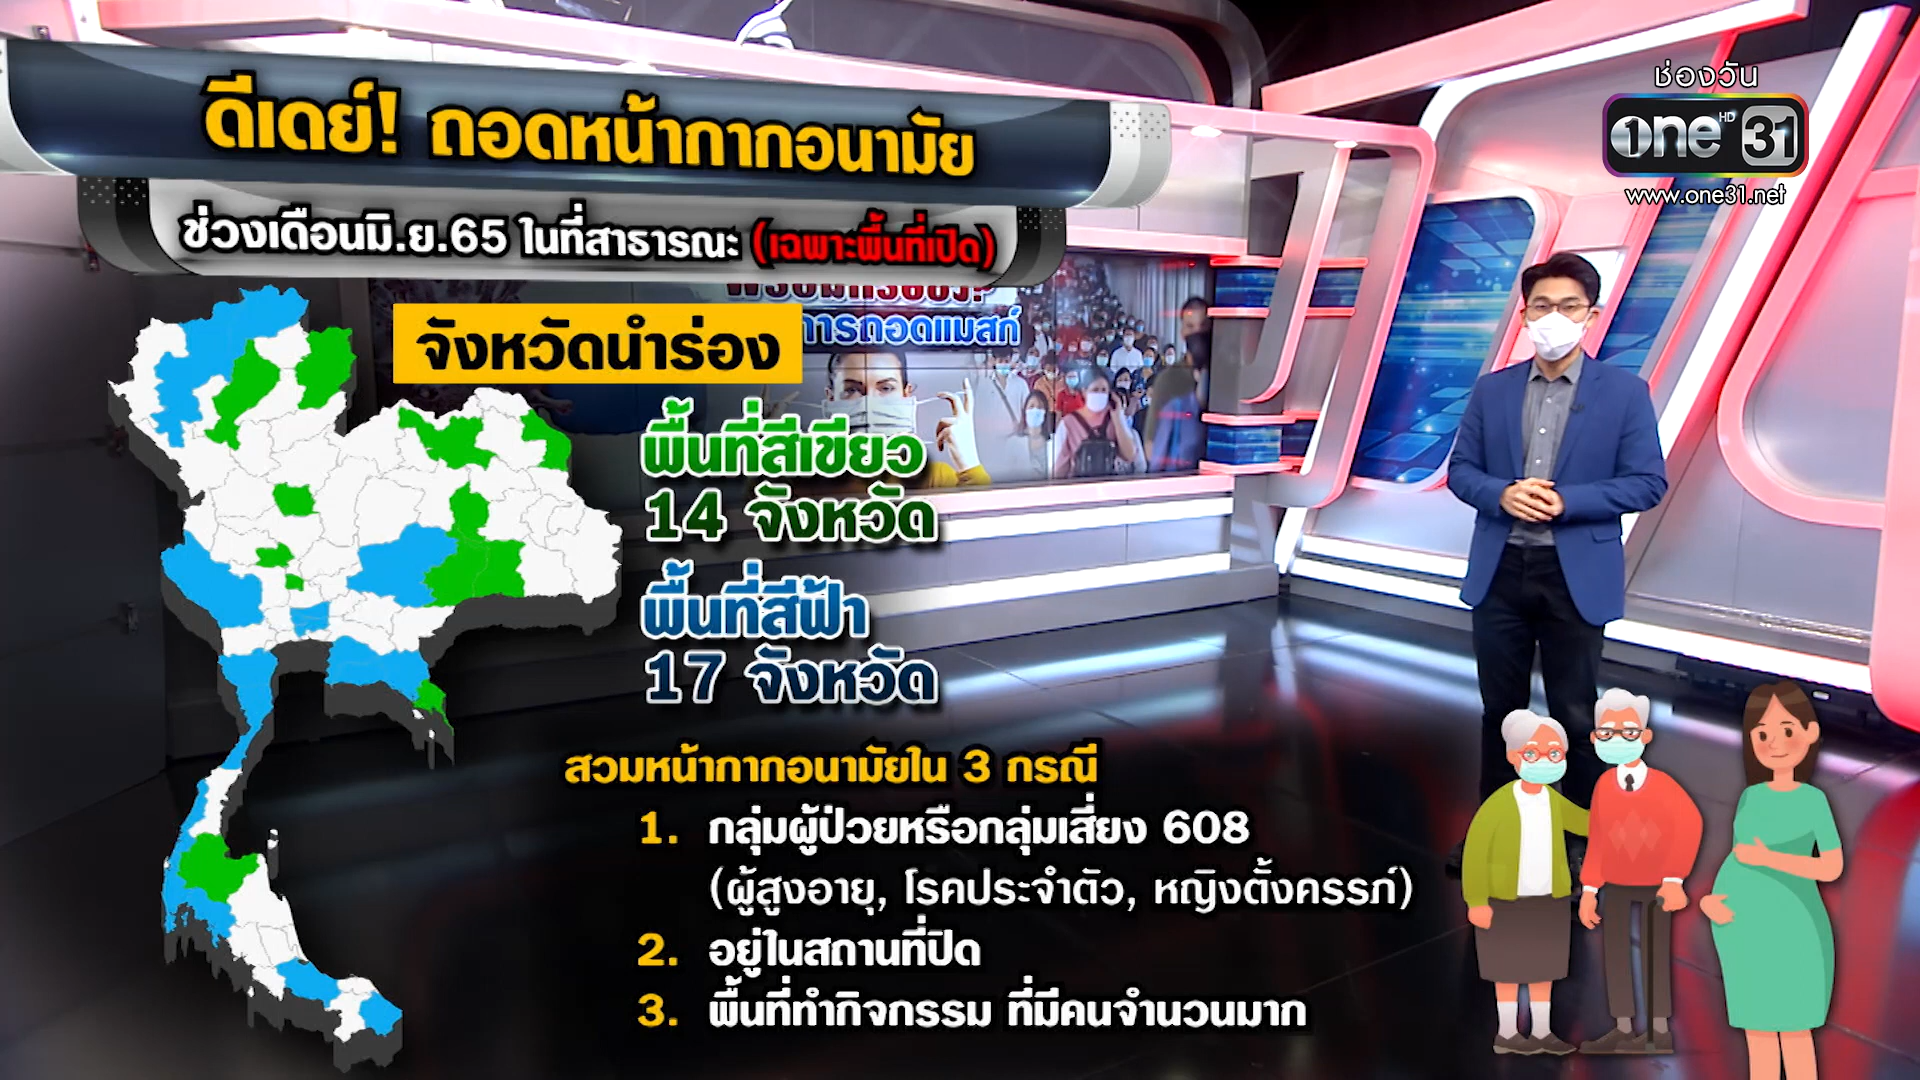 ดีเดย์! ถอดหน้ากากอนามัย
ช่วงเดือนมิ.ย.65 ในที่สาธารณะ (เฉพาะพื้นที่เปิด)
ช่องวัน
one HD 31
www.one31.net
การถอดแมสก์
จังหวัดนำร่อง
พื้นที่สีเขียว
14 จังหวัด
พื้นที่สีฟ้า
17 จังหวัด
สวมหน้ากากอนามัยใน 3 กรณี
1. กลุ่มผู้ป่วยหรือกลุ่มเสี่ยง 608
(ผู้สูงอายุ, โรคประจำตัว, หญิงตั้งครรภ์)
2. อยู่ในสถานที่ปิด
3. พื้นที่ทำกิจกรรม ที่มีคนจำนวนมาก